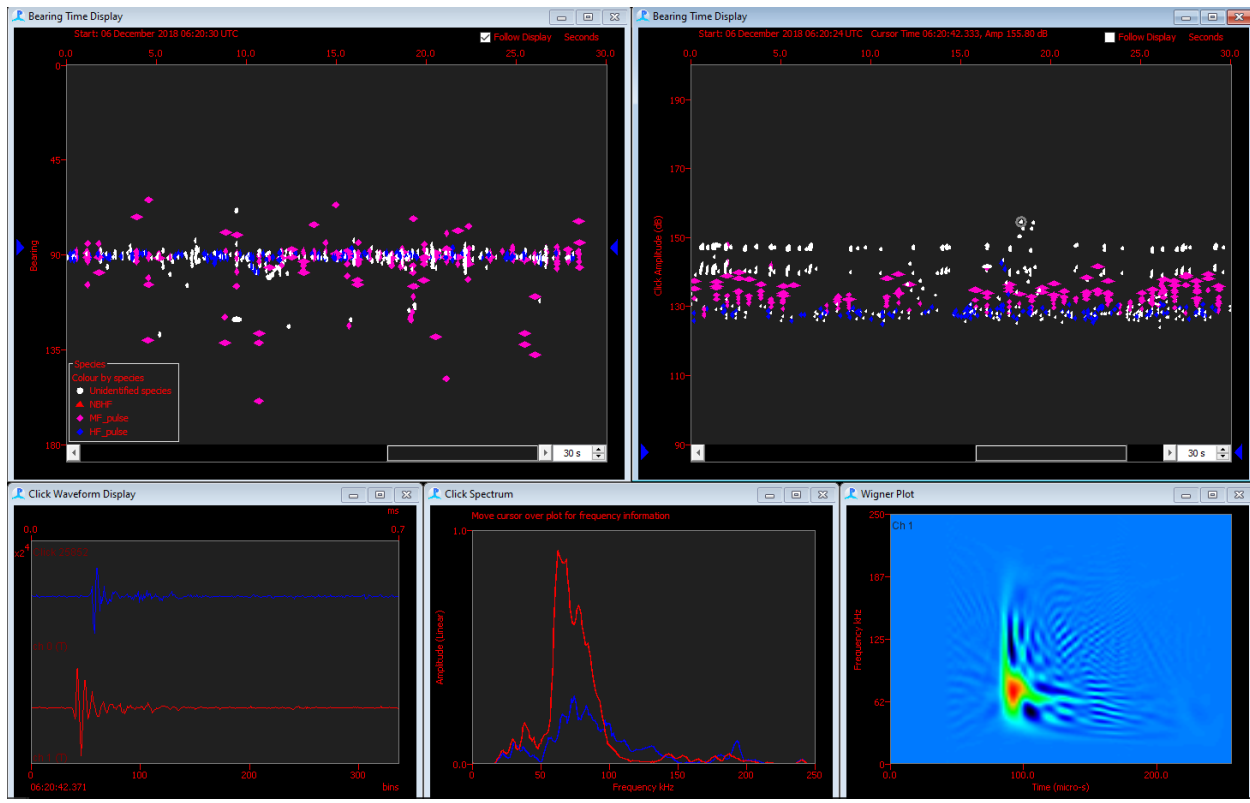 Bearing Time Display
Start: 06 December 2018 06:20:30 UTC
Follow Display Seconds
0.0 5.0 10.0 15.0 20.0 25.0 30.0
0
45
90
135
180
Bearing
Species
Colour by species
Unidentified species
NBHF
MF_pulse
HF_pulse
30 s
Bearing Time Display
Start: 06 December 2018 06:20:24 UTC Cursor Time 06:20:42.333, Amp 155.80 dB
Follow Display Seconds
0.0 5.0 10.0 15.0 20.0 25.0 30.0
190
170
150
130
110
90
Click Amplitude (dB)
30 s
Click Waveform Display
ms
0.0 0.7
0 100 200 300
06:20:42.371 bins
Click Spectrum
Move cursor over plot for frequency information
1.0
0.0
Amplitude (Linear)
0 50 100 150 200 250
Frequency kHz
Wigner Plot
Ch 1
250
187
125
62
0
Frequency kHz
0.0 100.0 200.0
Time (micro-s)